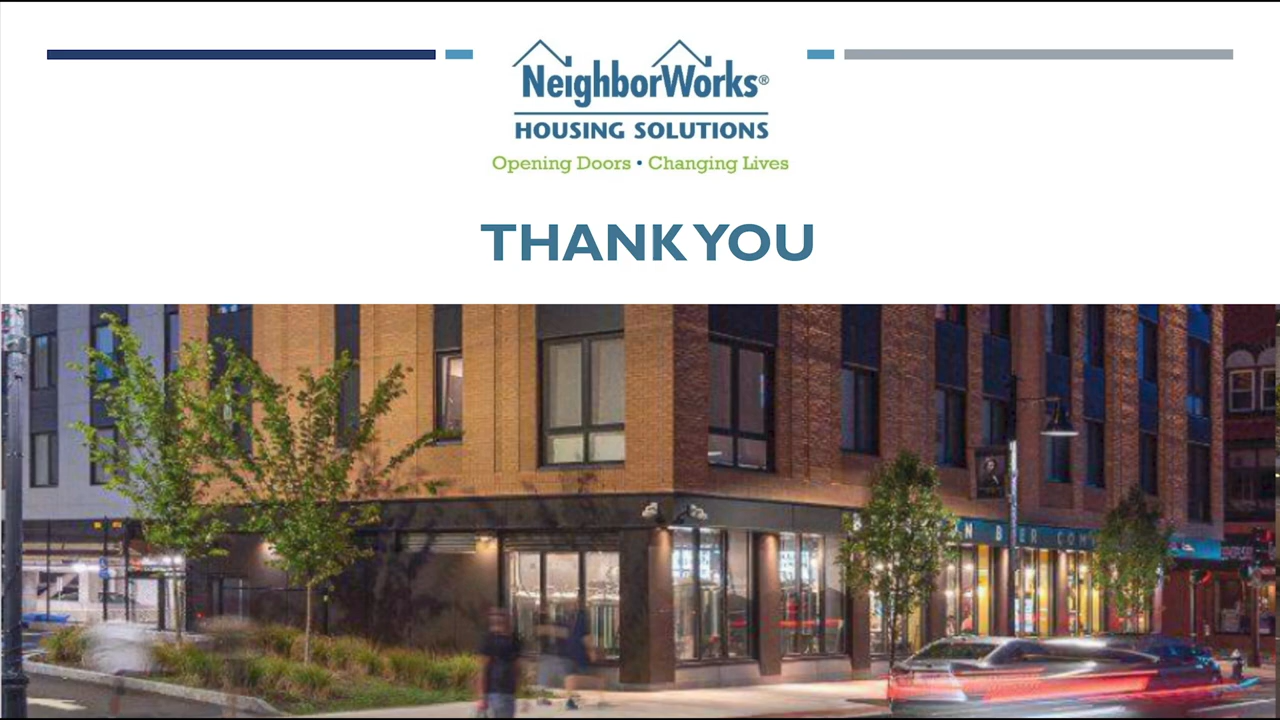 NeighborWorks®
HOUSING SOLUTIONS
Opening Doors • Changing Lives
THANK YOU